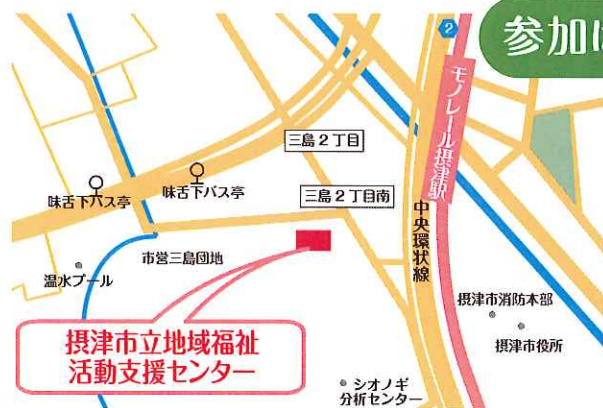 参加に
2
モノレール摂津駅
三島2丁目
味舌下バス亭
味舌下バス亭
三島2丁目南
中央環状線
市営三島団地
温水プール
摂津市消防本部
摂津市役所
摂津市立地域福祉
活動支援センター
シオノギ
分析センター